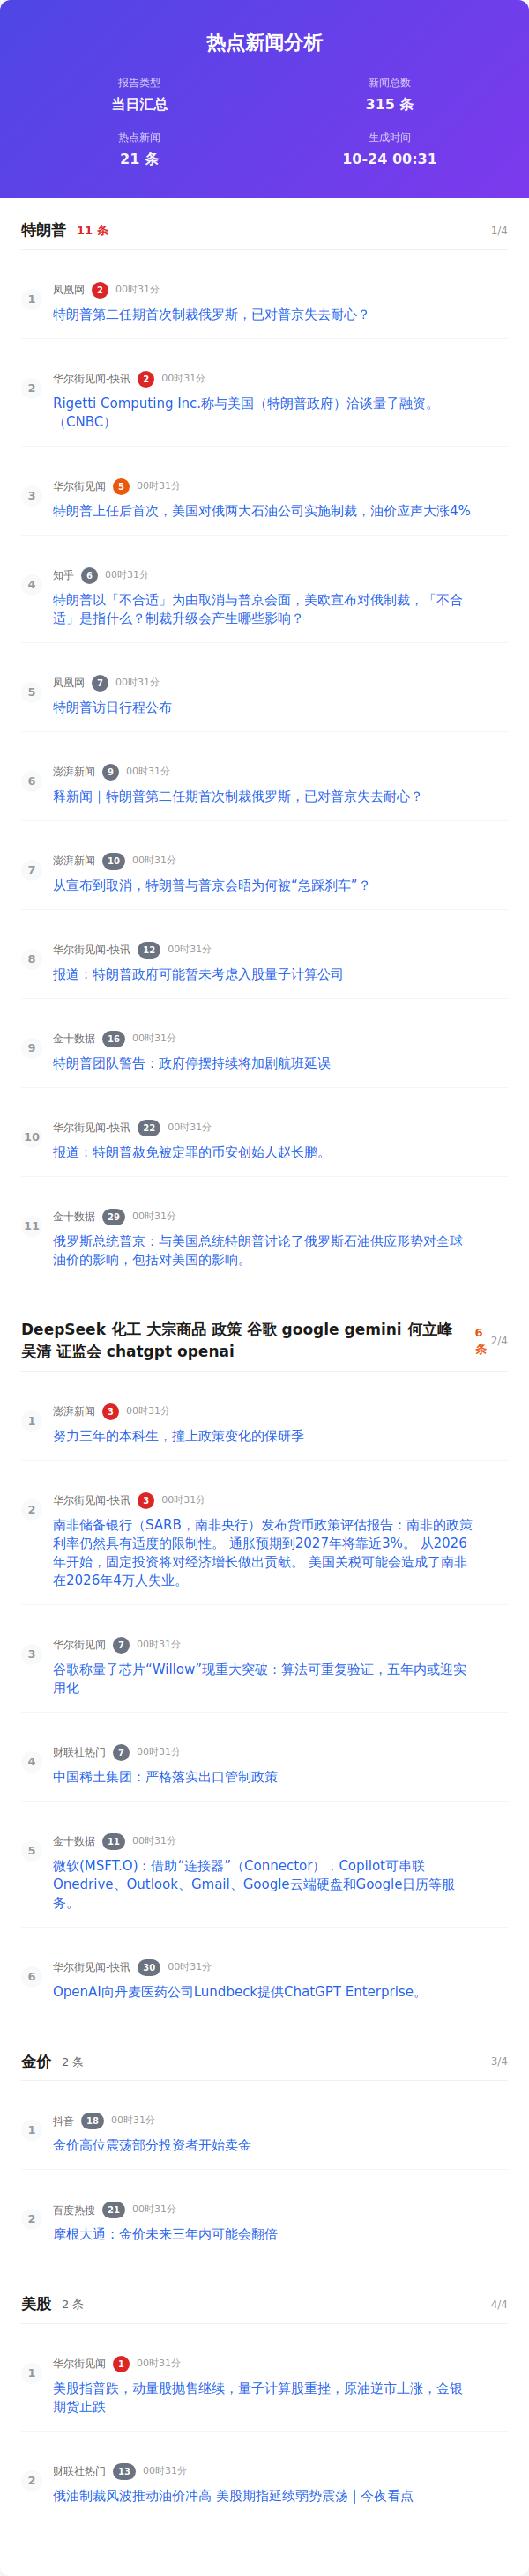 热点新闻分析
报告类型
当日汇总
新闻总数
315 条
热点新闻
21 条
生成时间
10-24 00:31
特朗普 11 条 1/4
1
凤凰网 2 00时31分
特朗普第二任期首次制裁俄罗斯，已对普京失去耐心？
2
华尔街见闻-快讯 2 00时31分
Rigetti Computing Inc.称与美国（特朗普政府）洽谈量子融资。
（CNBC）
3
华尔街见闻 5 00时31分
特朗普上任后首次，美国对俄两大石油公司实施制裁，油价应声大涨4%
4
知乎 6 00时31分
特朗普以「不合适」为由取消与普京会面，美欧宣布对俄制裁，「不合
适」是指什么？制裁升级会产生哪些影响？
5
凤凰网 7 00时31分
特朗普访日行程公布
6
澎湃新闻 9 00时31分
释新闻｜特朗普第二任期首次制裁俄罗斯，已对普京失去耐心？
7
澎湃新闻 10 00时31分
从宣布到取消，特朗普与普京会晤为何被“急踩刹车”？
8
华尔街见闻-快讯 12 00时31分
报道：特朗普政府可能暂未考虑入股量子计算公司
9
金十数据 16 00时31分
特朗普团队警告：政府停摆持续将加剧航班延误
10
华尔街见闻-快讯 22 00时31分
报道：特朗普赦免被定罪的币安创始人赵长鹏。
11
金十数据 29 00时31分
俄罗斯总统普京：与美国总统特朗普讨论了俄罗斯石油供应形势对全球
油价的影响，包括对美国的影响。
DeepSeek 化工 大宗商品 政策 谷歌 google gemini 何立峰
吴清 证监会 chatgpt openai
6
条
2/4
1
澎湃新闻 3 00时31分
努力三年的本科生，撞上政策变化的保研季
2
华尔街见闻-快讯 3 00时31分
南非储备银行（SARB，南非央行）发布货币政策评估报告：南非的政策
利率仍然具有适度的限制性。 通胀预期到2027年将靠近3%。 从2026
年开始，固定投资将对经济增长做出贡献。 美国关税可能会造成了南非
在2026年4万人失业。
3
华尔街见闻 7 00时31分
谷歌称量子芯片“Willow”现重大突破：算法可重复验证，五年内或迎实
用化
4
财联社热门 7 00时31分
中国稀土集团：严格落实出口管制政策
5
金十数据 11 00时31分
微软(MSFT.O)：借助“连接器”（Connector），Copilot可串联
Onedrive、Outlook、Gmail、Google云端硬盘和Google日历等服
务。
6
华尔街见闻-快讯 30 00时31分
OpenAI向丹麦医药公司Lundbeck提供ChatGPT Enterprise。
金价 2 条 3/4
1
抖音 18 00时31分
金价高位震荡部分投资者开始卖金
2
百度热搜 21 00时31分
摩根大通：金价未来三年内可能会翻倍
美股 2 条 4/4
1
华尔街见闻 1 00时31分
美股指普跌，动量股抛售继续，量子计算股重挫，原油逆市上涨，金银
期货止跌
2
财联社热门 13 00时31分
俄油制裁风波推动油价冲高 美股期指延续弱势震荡 | 今夜看点